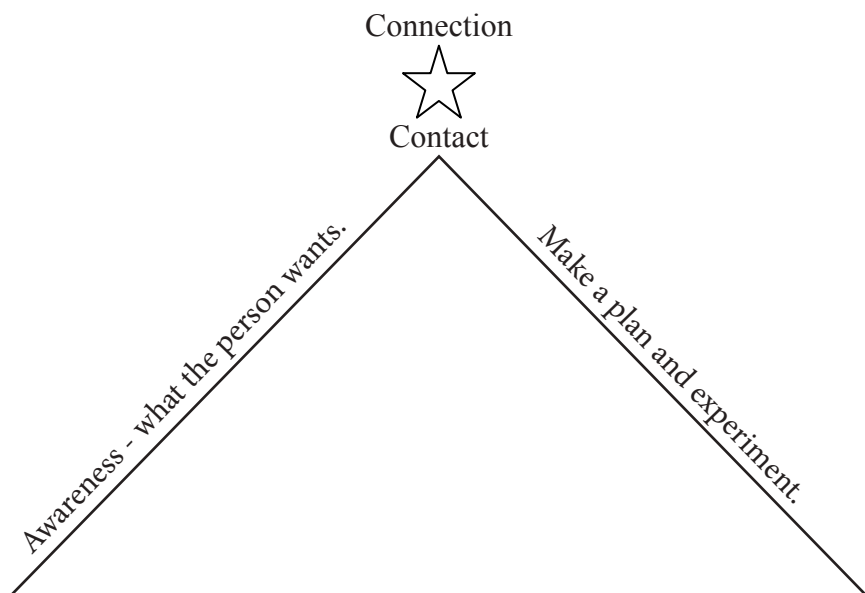 Connection
Contact
Awareness - what the person wants.
Make a plan and experiment.